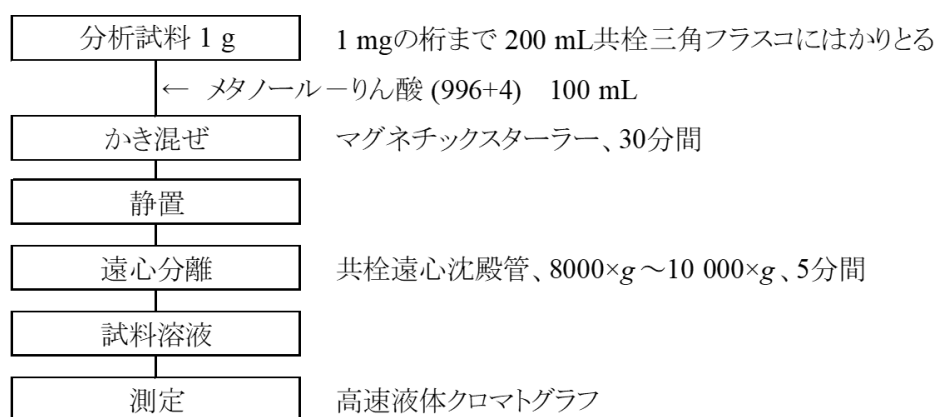 分析試料 1 g 1 mgの桁まで 200 mL共栓三角フラスコにはかりとる
← メタノール－りん酸 (996+4) 100 mL
かき混ぜ マグネチックスターラー、30分間
静置
遠心分離 共栓遠心沈殿管、8000×g～10 000×g、5分間
試料溶液
測定 高速液体クロマトグラフ